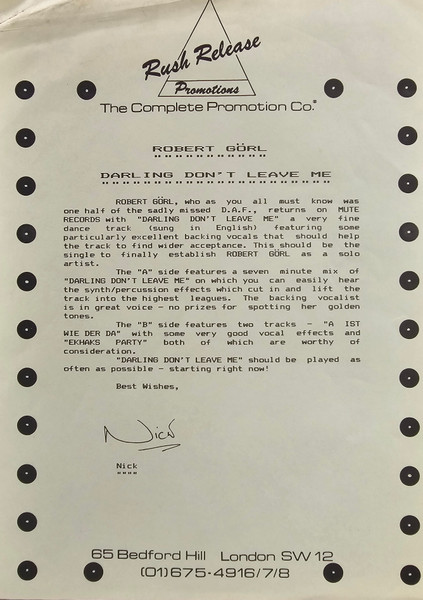 Rush Release
Promotions
The Complete Promotion Co.
ROBERT GÖRL
DARLING DON'T LEAVE ME
ROBERT GÖRL, who as you all must know was
one half of the sadly missed D.A.F., returns on MUTE
RECORDS with "DARLING DON'T LEAVE ME" a very fine
dance track (sung in English) featuring some
particularly excellent backing vocals that should help
the track to find wider acceptance. This should be the
single to finally establish ROBERT GÖRL as a solo
artist.
The "A" side features a seven minute mix of
"DARLING DON'T LEAVE ME" on which you can easily hear
the synth/percussion effects which cut in and lift the
track into the highest leagues. The backing vocalist
is in great voice - no prizes for spotting her golden
tones.
The "B" side features two tracks - "A IST
WIE DER DA" with some very good vocal effects and
"EKHAKS PARTY" both of which are worthy of
consideration.
"DARLING DON'T LEAVE ME" should be played as
often as possible - starting right now!
Best Wishes,
Nick
Nick
65 Bedford Hill London SW12
(01) 675-4916/7/8